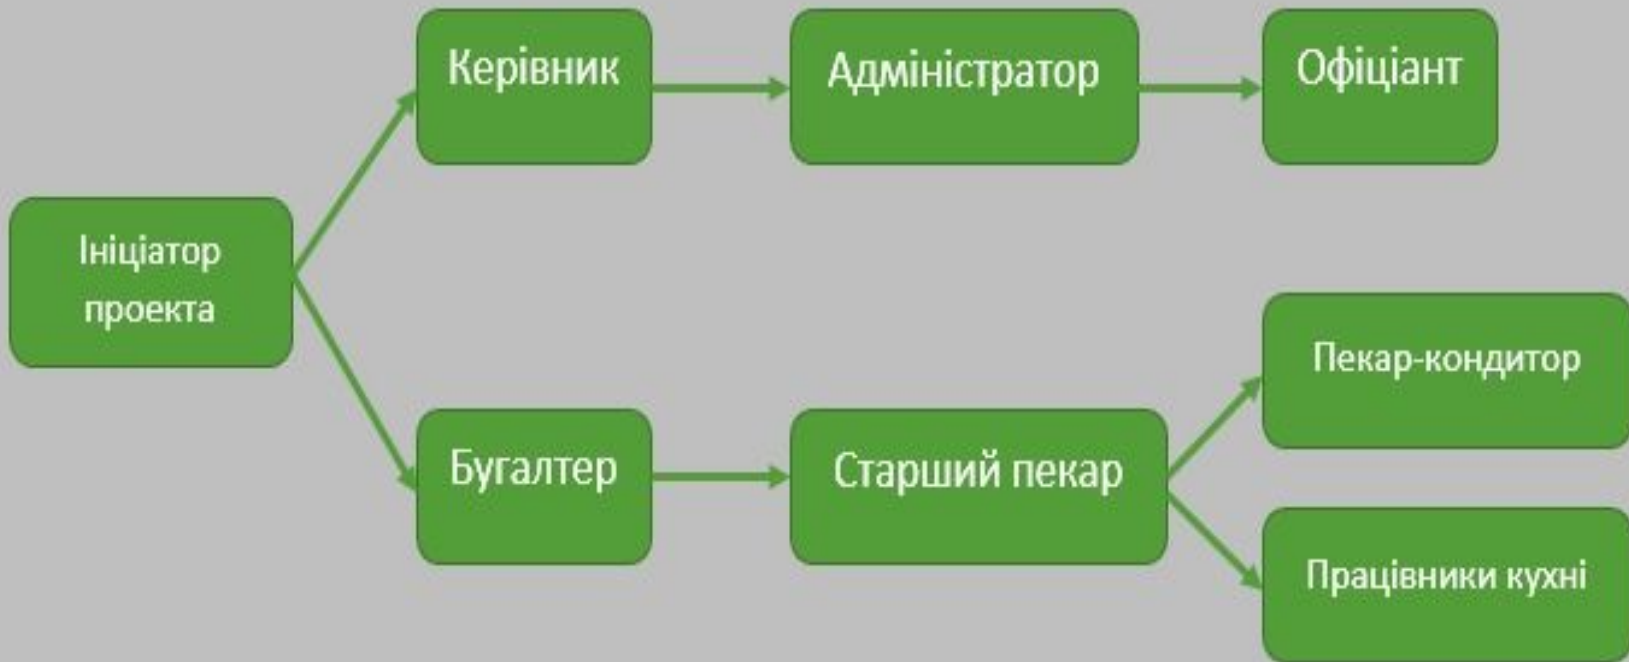 Керівник
Адміністратор
Офіціант
Ініціатор
проекта
Пекар-кондитор
Бугалтер
Старший пекар
Працівники кухні